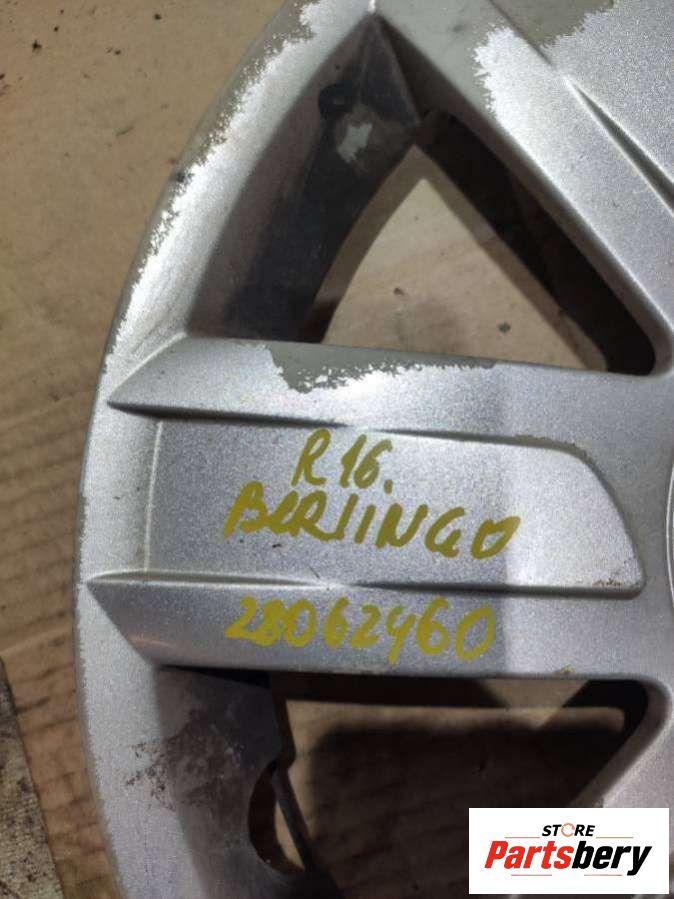 R16.
BERlINGO
28062460
STORE
Partsbery